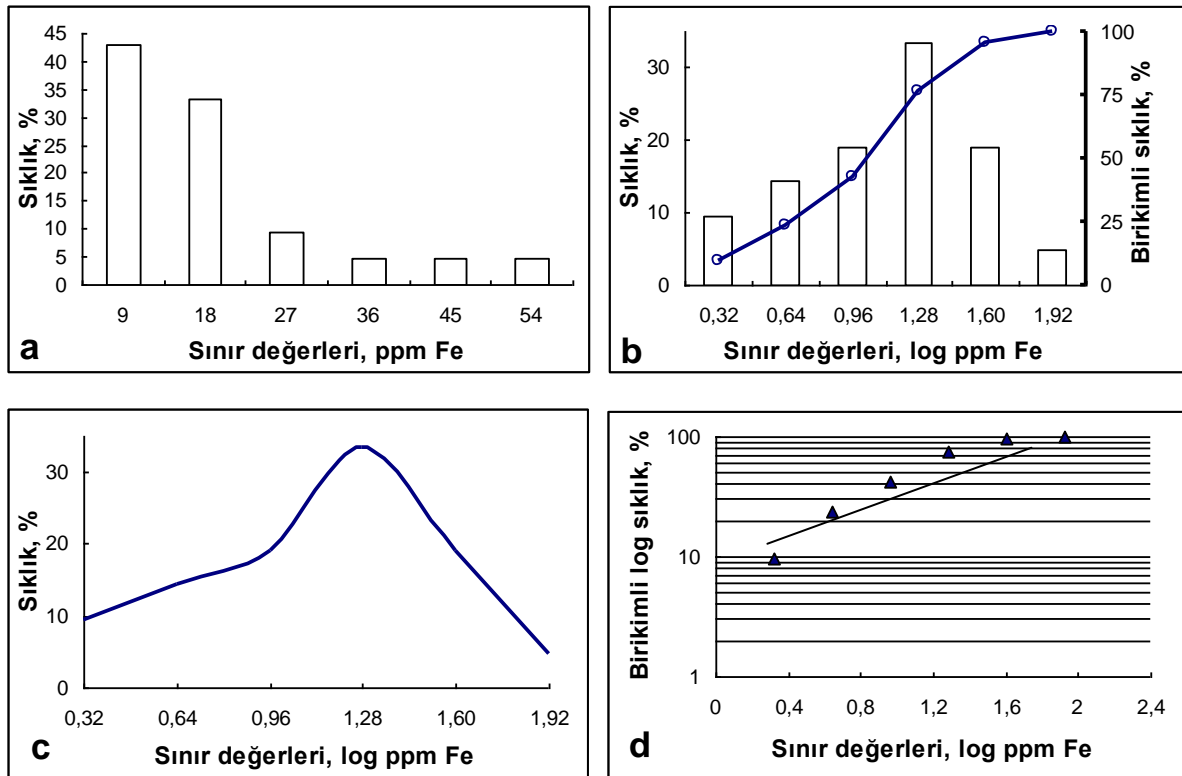 45
40
35
30
25
20
15
10
5
0
Sıklık, %
9 18 27 36 45 54
Sınır değerleri, ppm Fe
a
30
20
10
0
Sıklık, %
100
75
50
25
0
Birikimli sıklık, %
0,32 0,64 0,96 1,28 1,60 1,92
Sınır değerleri, log ppm Fe
b
30
20
10
0
Sıklık, %
0,32 0,64 0,96 1,28 1,60 1,92
Sınır değerleri, log ppm Fe
c
100
10
1
Birikimli log sıklık, %
0 0,4 0,8 1,2 1,6 2 2,4
Sınır değerleri, log ppm Fe
d